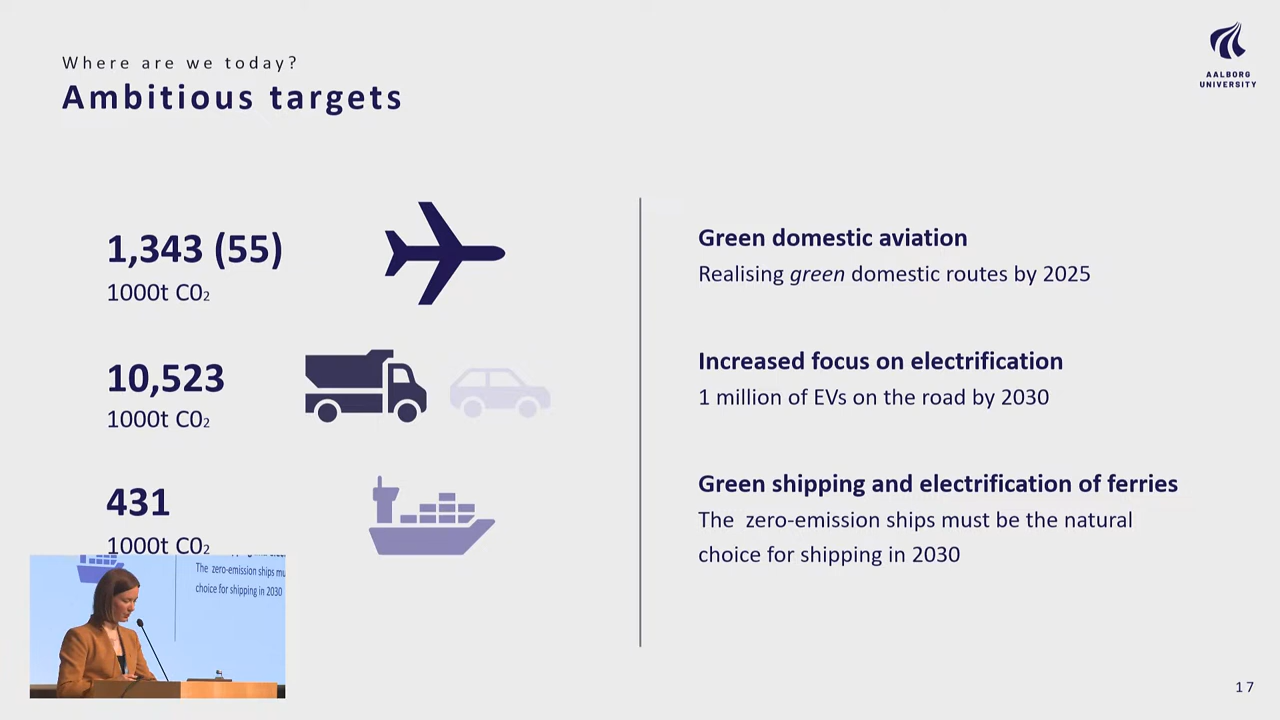 Where are we today?
Ambitious targets
AALBORG
UNIVERSITY
1,343 (55)
1000t C0₂
10,523
1000t C0₂
431
1000t C0₂
Green domestic aviation
Realising green domestic routes by 2025
Increased focus on electrification
1 million of EVs on the road by 2030
Green shipping and electrification of ferries
The zero-emission ships must be the natural
choice for shipping in 2030
The zero-emission ships mu
choice for shipping in 2030
17